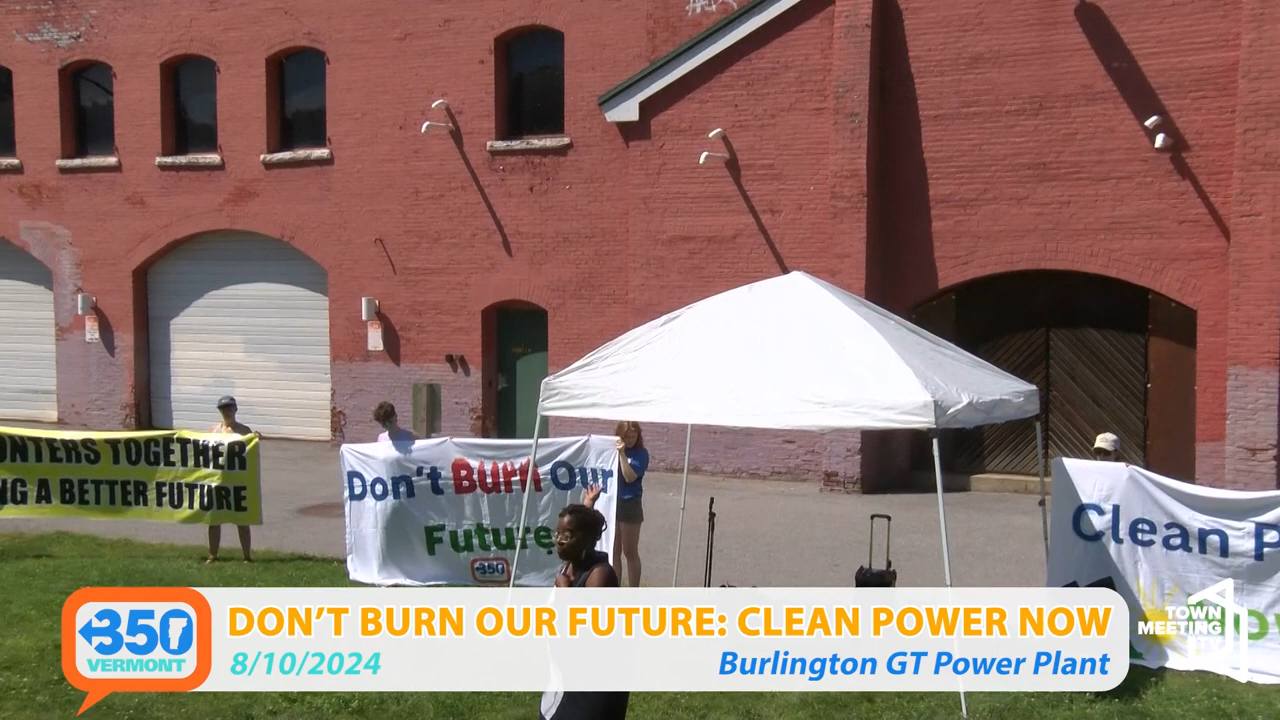 ONTERS TOGETHER
NG A BETTER FUTURE
Don't Burn Our
Future
350
Clean P
350
VERMONT
DON'T BURN OUR FUTURE: CLEAN POWER NOW
8/10/2024
Burlington GT Power Plant
TOWN
MEETING
TV